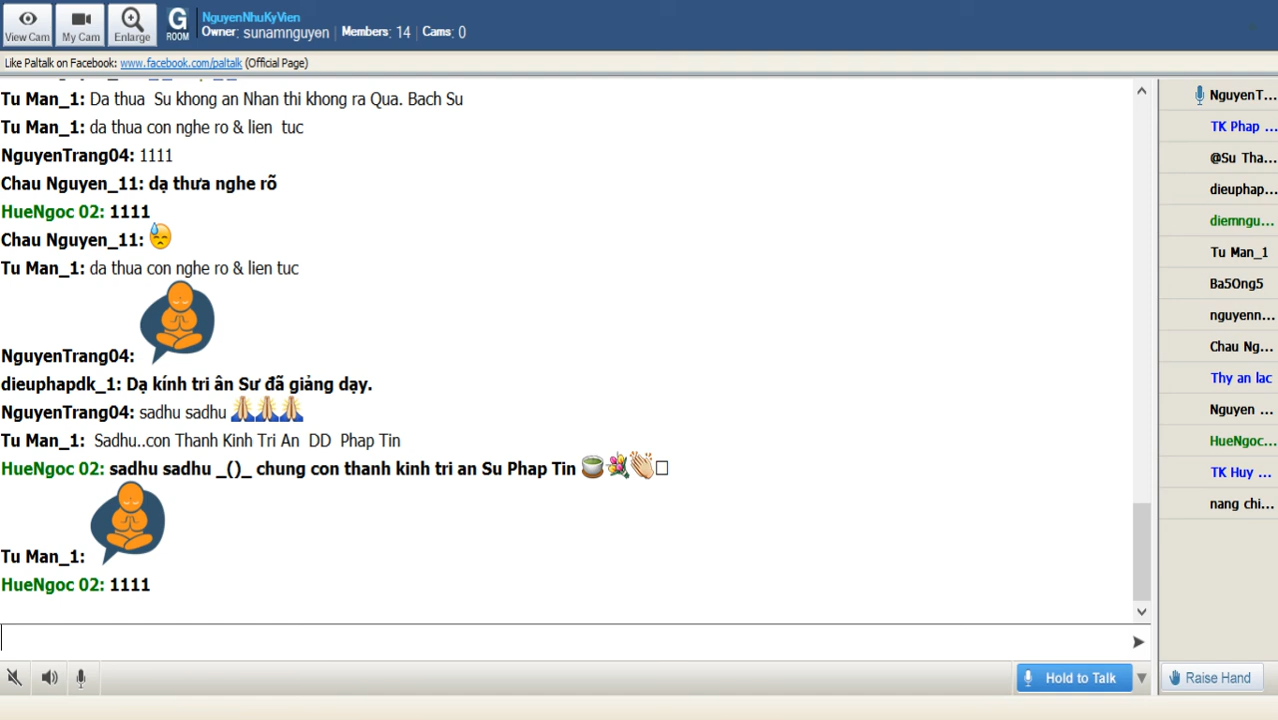 View Cam
My Cam
Enlarge
G
ROOM
NguyenNhuKyVien
Owner: sunamnguyen
Members: 14
Cams: 0
Like Paltalk on Facebook: www.facebook.com/paltalk (Official Page)
Tu Man_1: Da thua Su khong an Nhan thi khong ra Qua. Bach Su
Tu Man_1: da thua con nghe ro & lien tuc
NguyenTrang04: 1111
Chau Nguyen_11: dạ thưa nghe rõ
HueNgoc 02: 1111
Chau Nguyen_11:
Tu Man_1: da thua con nghe ro & lien tuc
NguyenTrang04:
dieuphapdk_1: Dạ kính tri ân Sư đã giảng dạy.
NguyenTrang04: sadhu sadhu
Tu Man_1: Sadhu..con Thanh Kinh Tri An DD Phap Tin
HueNgoc 02: sadhu sadhu _()_ chung con thanh kinh tri an Su Phap Tin
Tu Man_1:
HueNgoc 02: 1111
NguyenT...
TK Phap ...
@Su Tha...
dieuphap...
diemngu...
Tu Man_1
Ba5Ong5
nguyenn...
Chau Ng...
Thy an lac
Nguyen ...
HueNgoc...
TK Huy ...
nang chi...
Hold to Talk
Raise Hand